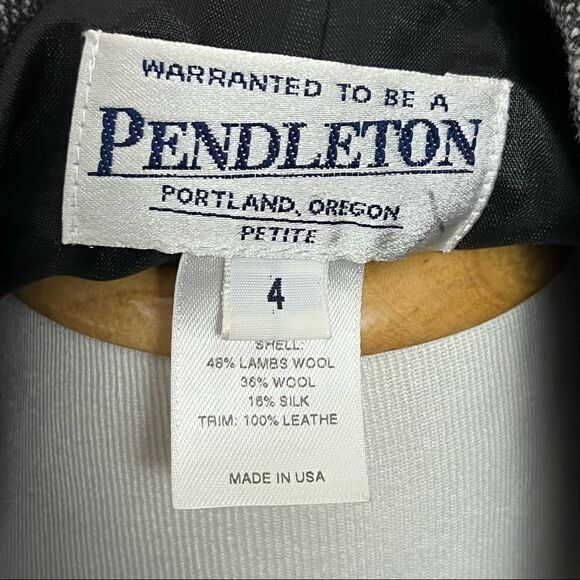 WARRANTED TO BE A
PENDLETON
PORTLAND, OREGON
PETITE
4
SHELL:
48% LAMBS WOOL
36% WOOL
16% SILK
TRIM: 100% LEATHE
MADE IN USA